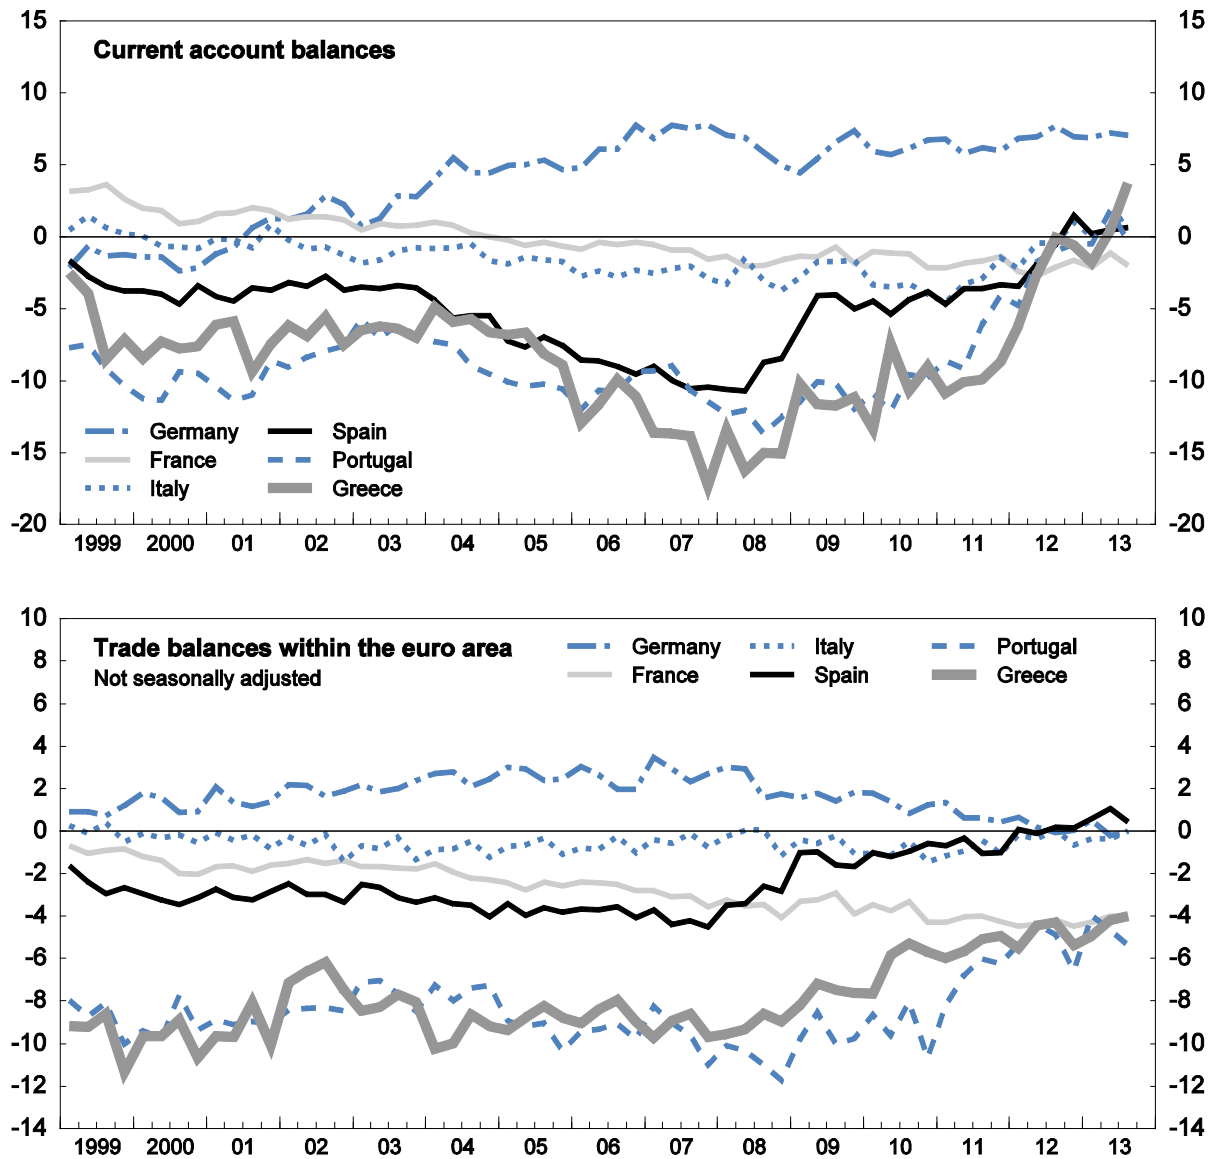 15 15
Current account balances
10 10
5 5
0 0
-5 -5
-10 -10
Germany Spain
-15 France Portugal -15
Italy Greece
-20 -20
1999 2000 01 02 03 04 05 06 07 08 09 10 11 12 13
10 10
Trade balances within the euro area Germany Italy Portugal
8 8
Not seasonally adjusted France Spain Greece
6 6
4 4
2 2
0 0
-2 -2
-4 -4
-6 -6
-8 -8
-10 -10
-12 -12
-14 -14
1999 2000 01 02 03 04 05 06 07 08 09 10 11 12 13